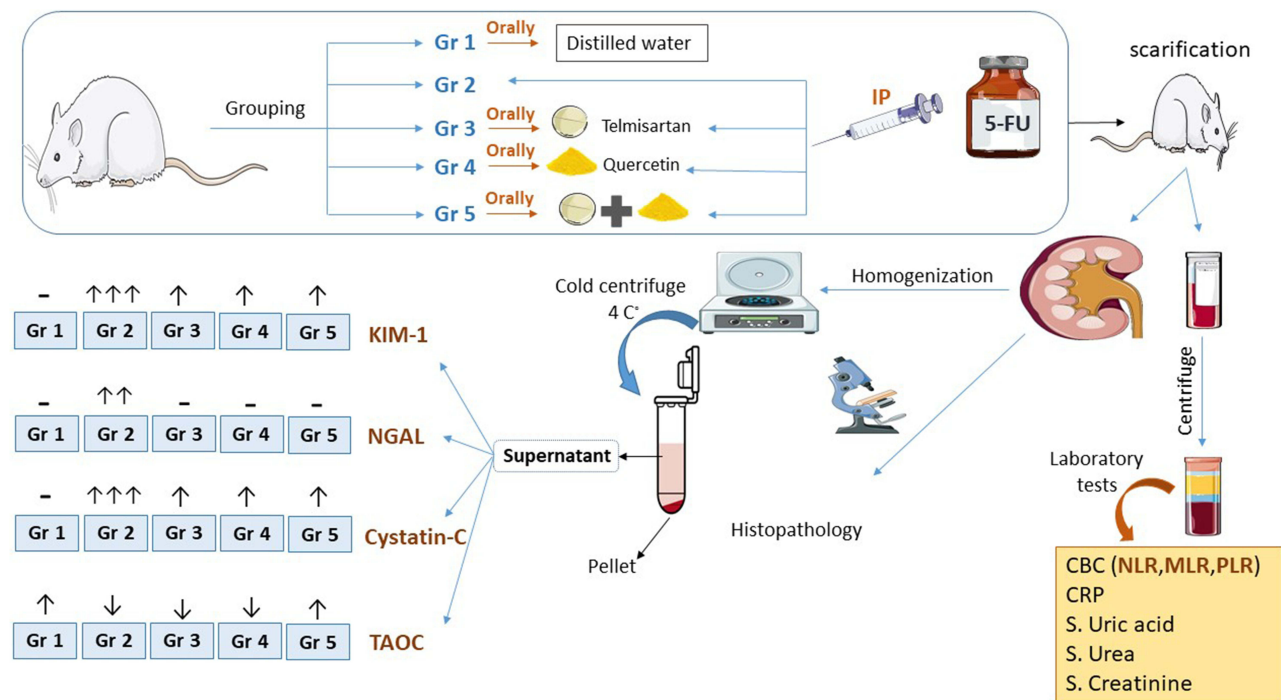 Grouping
Gr 1 Orally Distilled water
Gr 2
Gr 3 Orally Telmisartan
Gr 4 Orally Quercetin
Gr 5 Orally
IP
5-FU
scarification
Homogenization
Cold centrifuge
4 C°
Centrifuge
Laboratory
tests
CBC (NLR,MLR,PLR)
CRP
S. Uric acid
S. Urea
S. Creatinine
Histopathology
Supernatant
Pellet
- ↑↑↑ ↑ ↑ ↑
Gr 1 Gr 2 Gr 3 Gr 4 Gr 5 KIM-1
- ↑↑ - - -
Gr 1 Gr 2 Gr 3 Gr 4 Gr 5 NGAL
- ↑↑↑ ↑ ↑ ↑
Gr 1 Gr 2 Gr 3 Gr 4 Gr 5 Cystatin-C
↑ ↓ ↓ ↓ ↑
Gr 1 Gr 2 Gr 3 Gr 4 Gr 5 TAOC